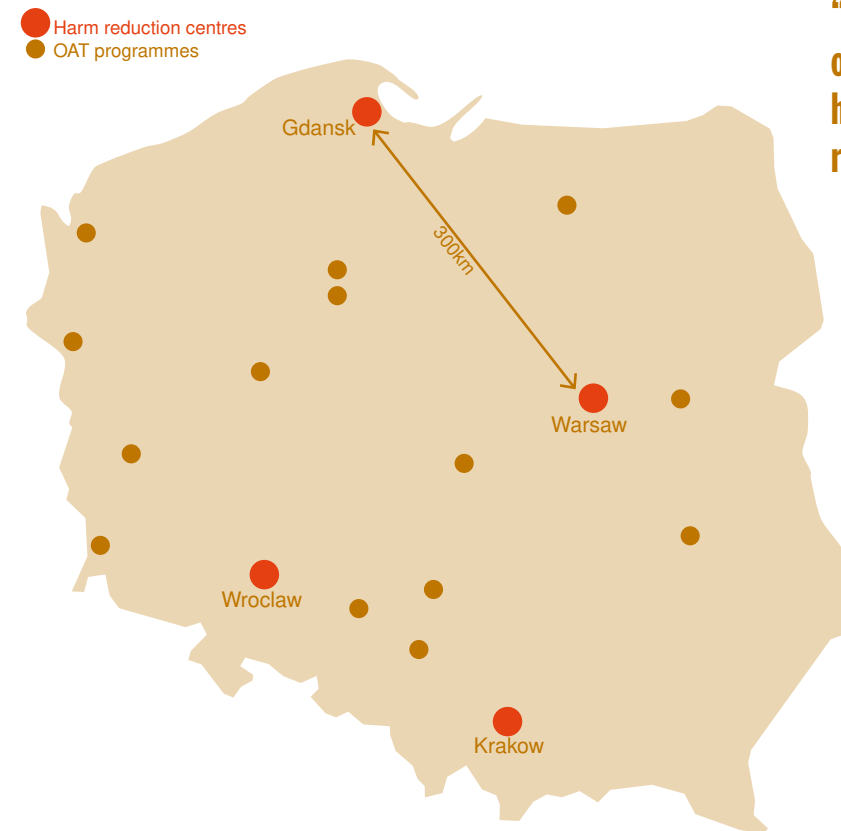 Harm reduction centres
OAT programmes
Gdansk
300km
Warsaw
Wroclaw
Krakow